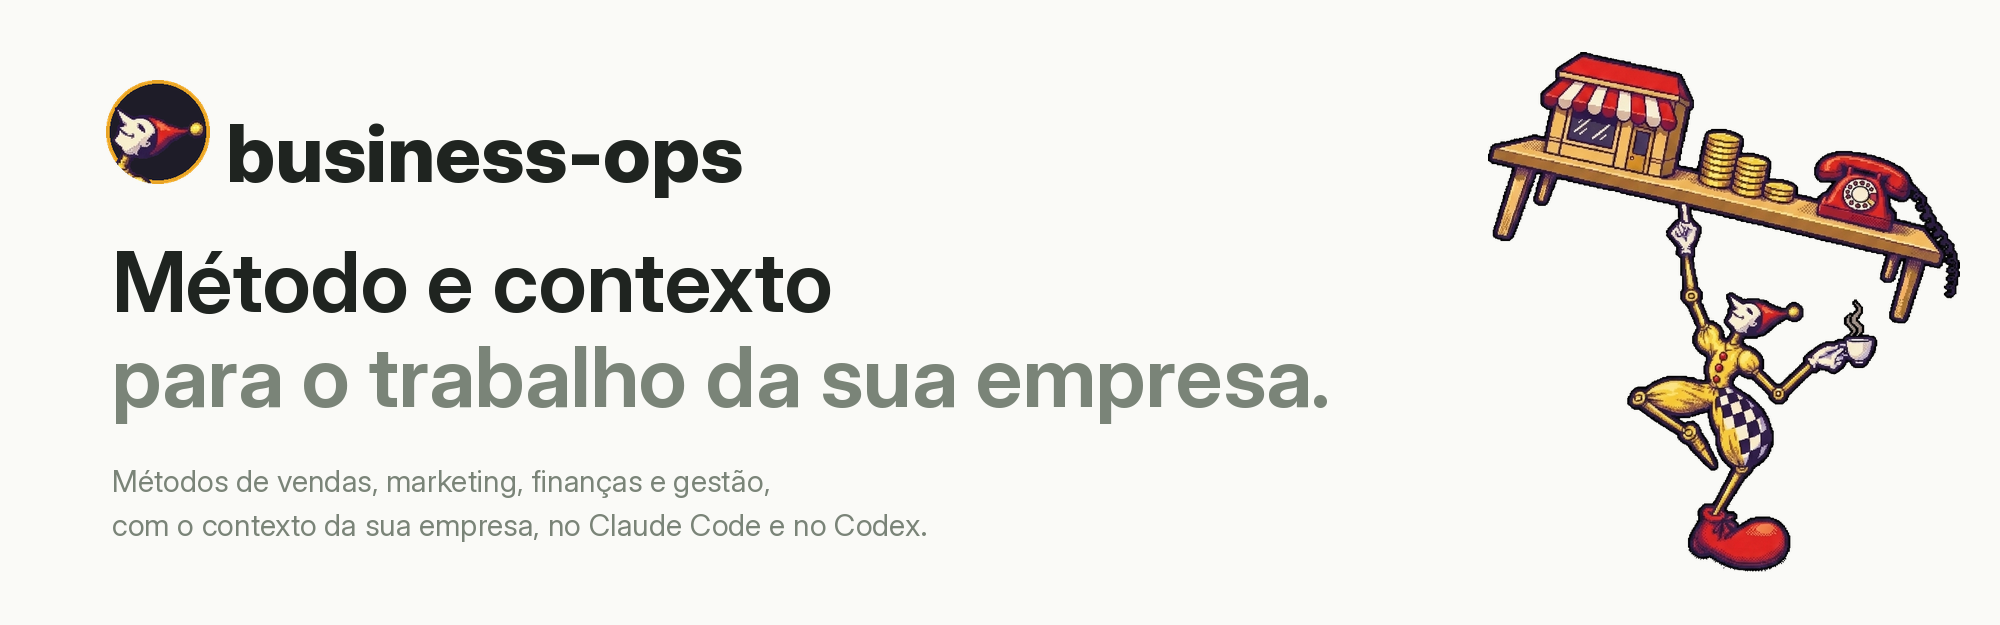 business-ops
Método e contexto
para o trabalho da sua empresa.
Métodos de vendas, marketing, finanças e gestão,
com o contexto da sua empresa, no Claude Code e no Codex.